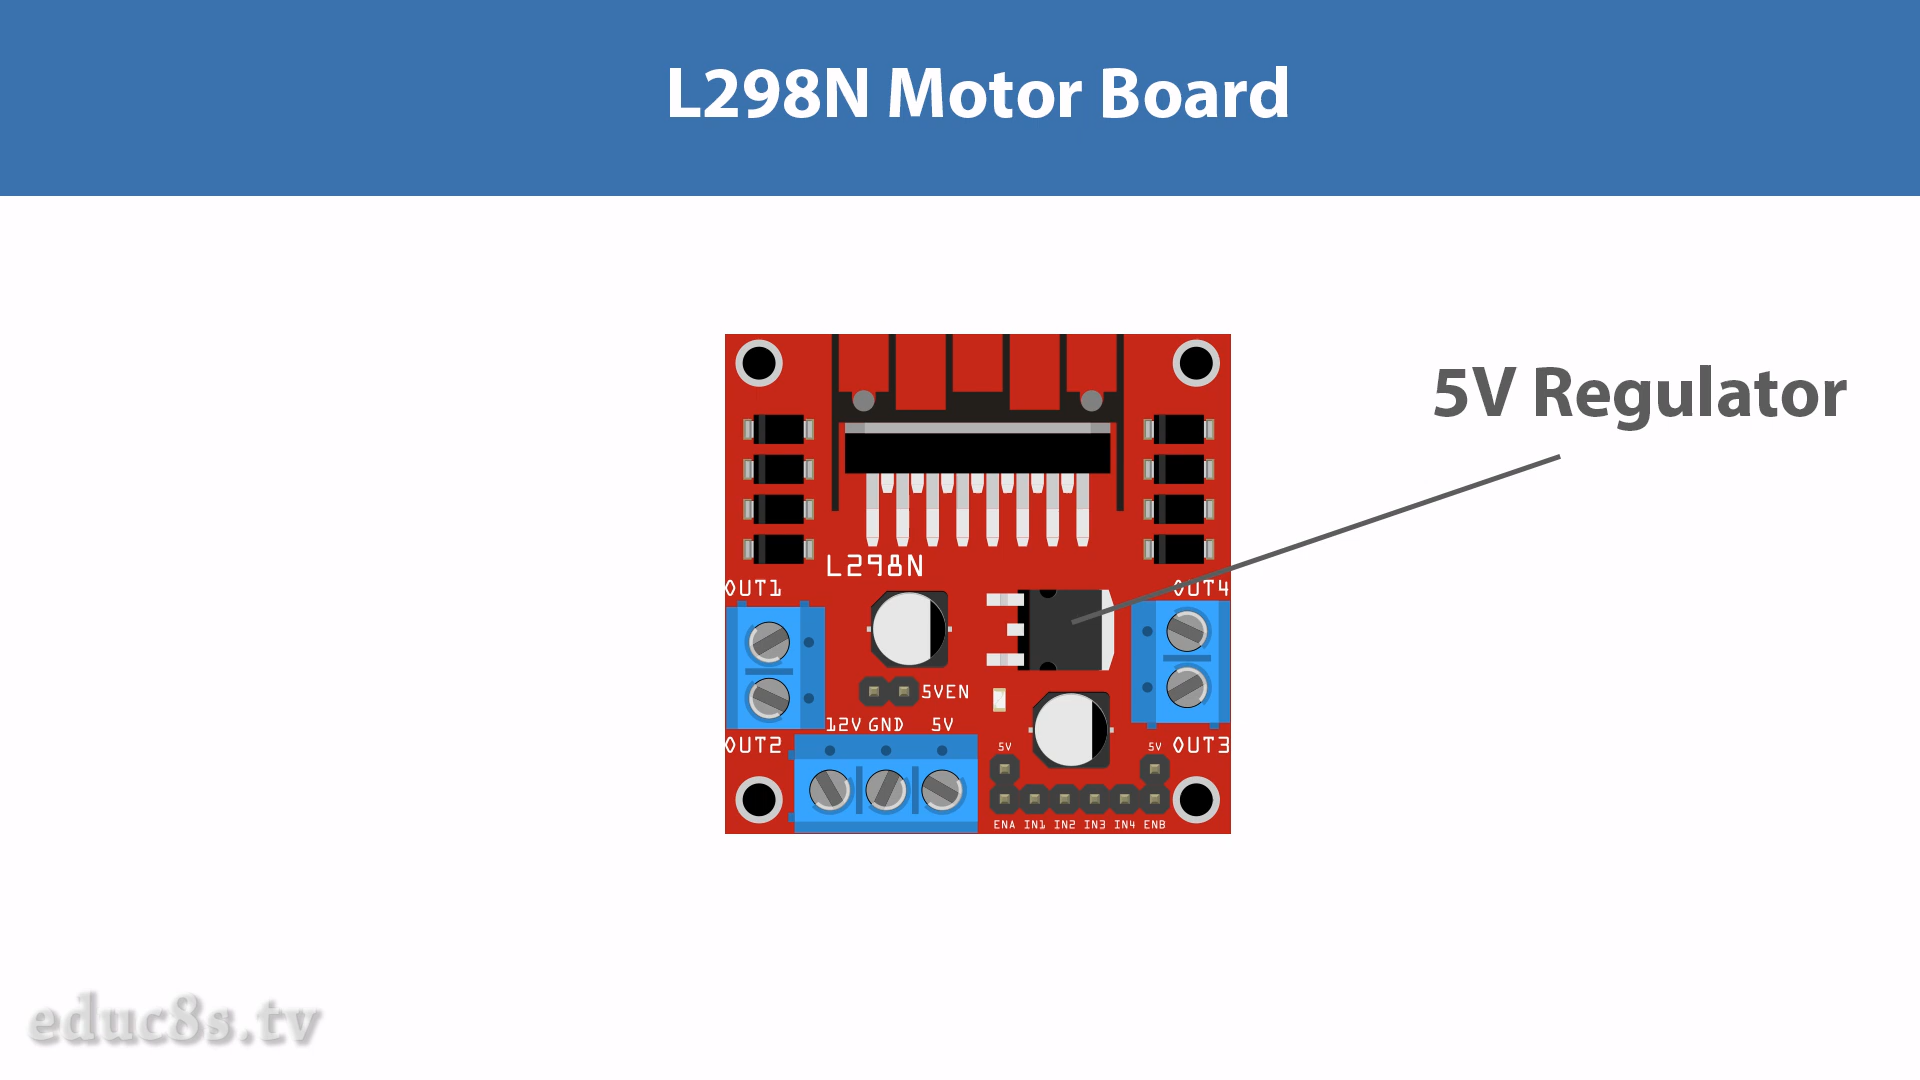 L298N Motor Board
5V Regulator
L298N
OUT1
OUT4
5VEN
12V GND 5V
OUT2
5V
5V
OUT3
ENA IN1 IN2 IN3 IN4 ENB
educ8s.tv